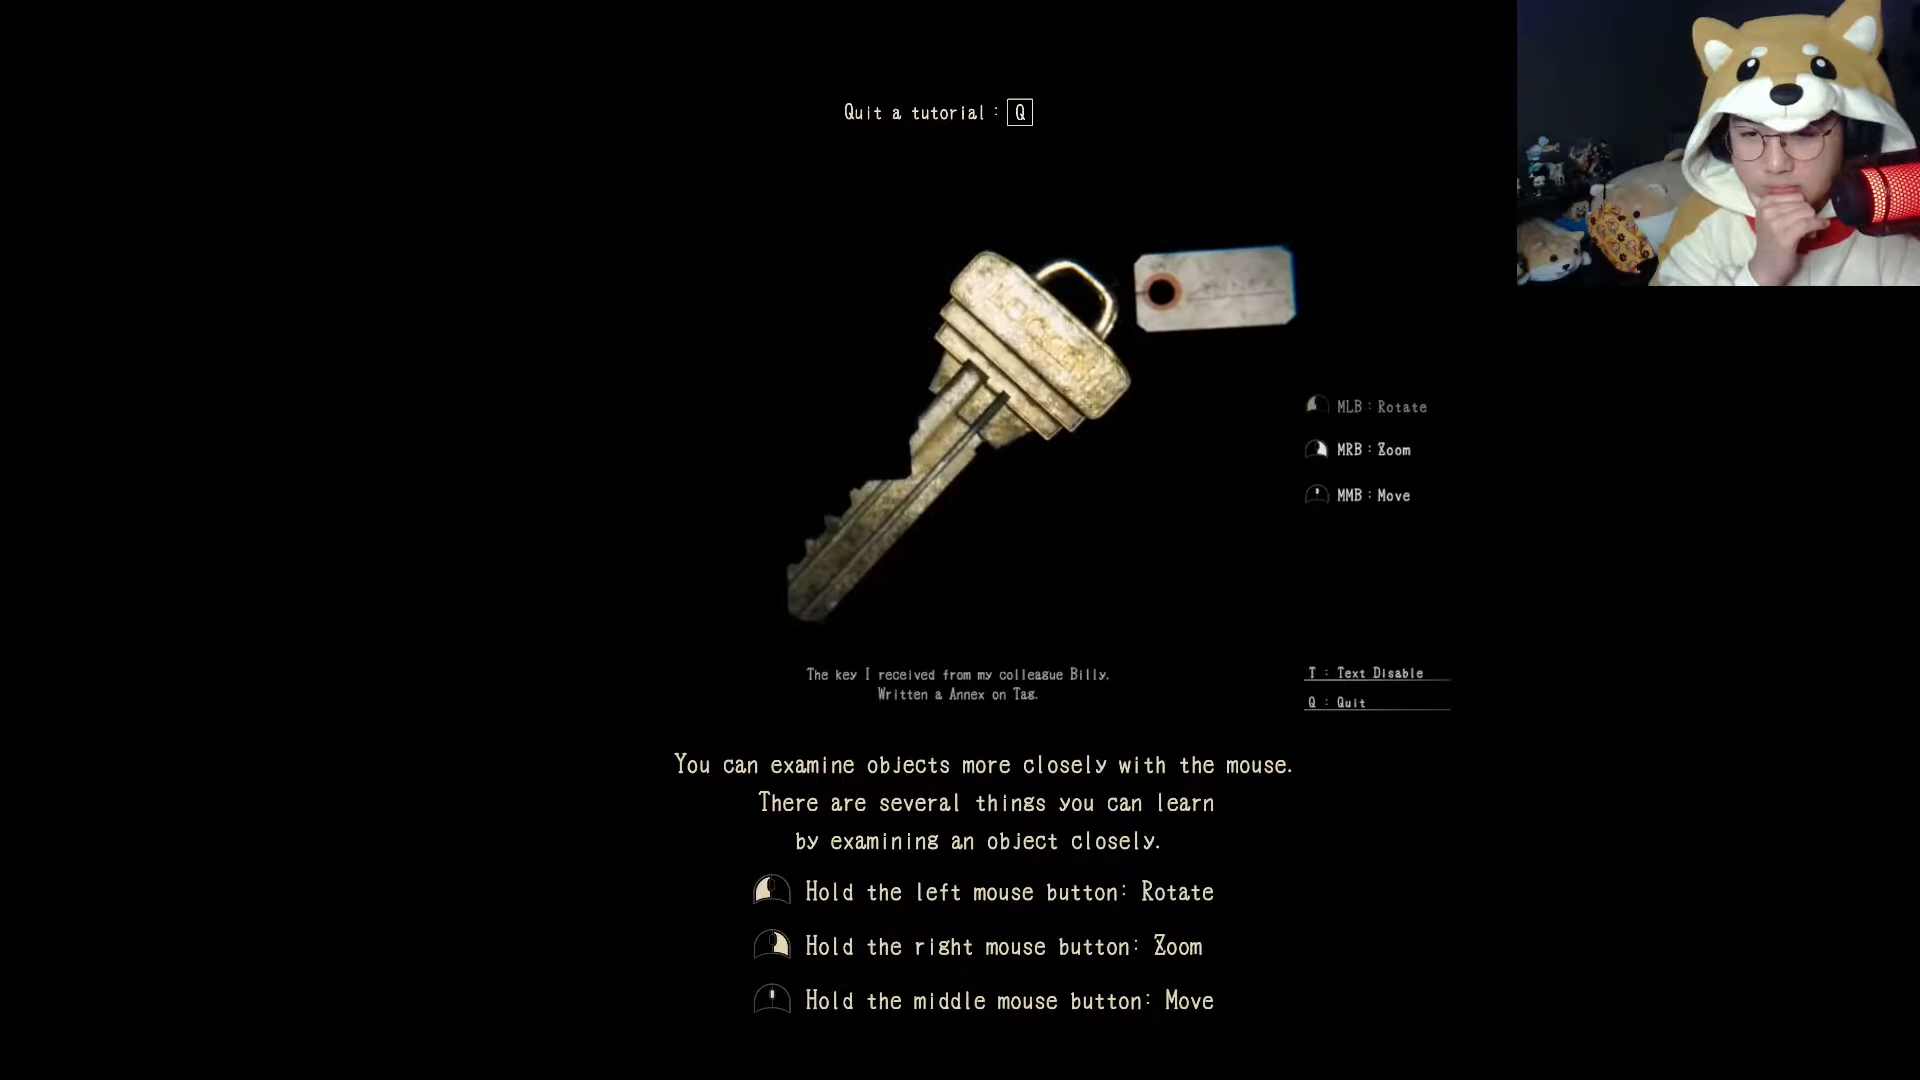 Quit a tutorial : Q
MLB : Rotate
MRB : Zoom
MMB : Move
The key I received from my colleague Billy.
Written a Annex on Tag.
T : Text Disable
Q : Quit
You can examine objects more closely with the mouse.
There are several things you can learn
by examining an object closely.
Hold the left mouse button: Rotate
Hold the right mouse button: Zoom
Hold the middle mouse button: Move